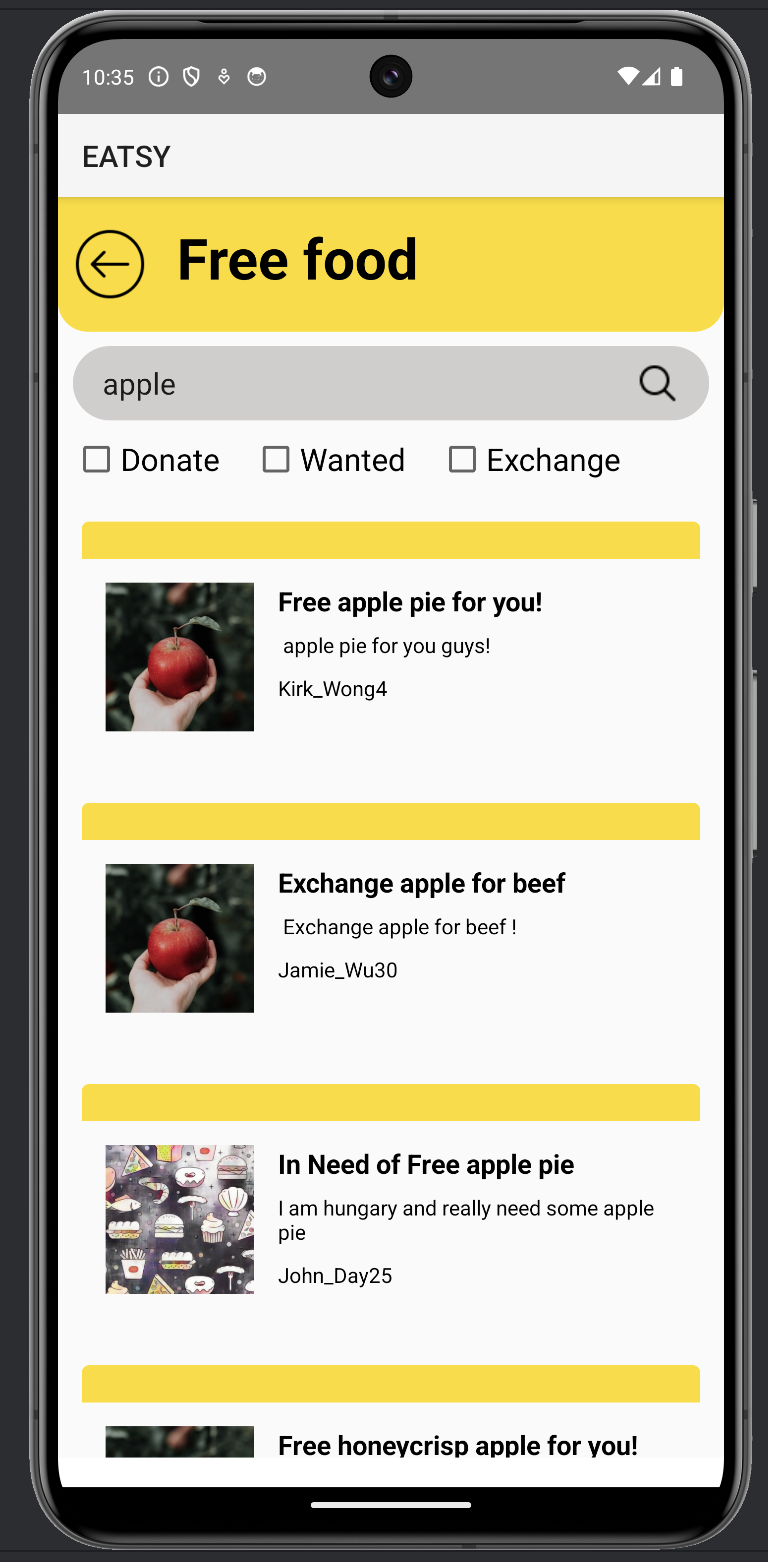 10:35
EATSY
Free food
apple
Donate Wanted Exchange
Free apple pie for you!
apple pie for you guys!
Kirk_Wong4
Exchange apple for beef
Exchange apple for beef !
Jamie_Wu30
In Need of Free apple pie
I am hungary and really need some apple
pie
John_Day25
Free honeycrisp apple for you!